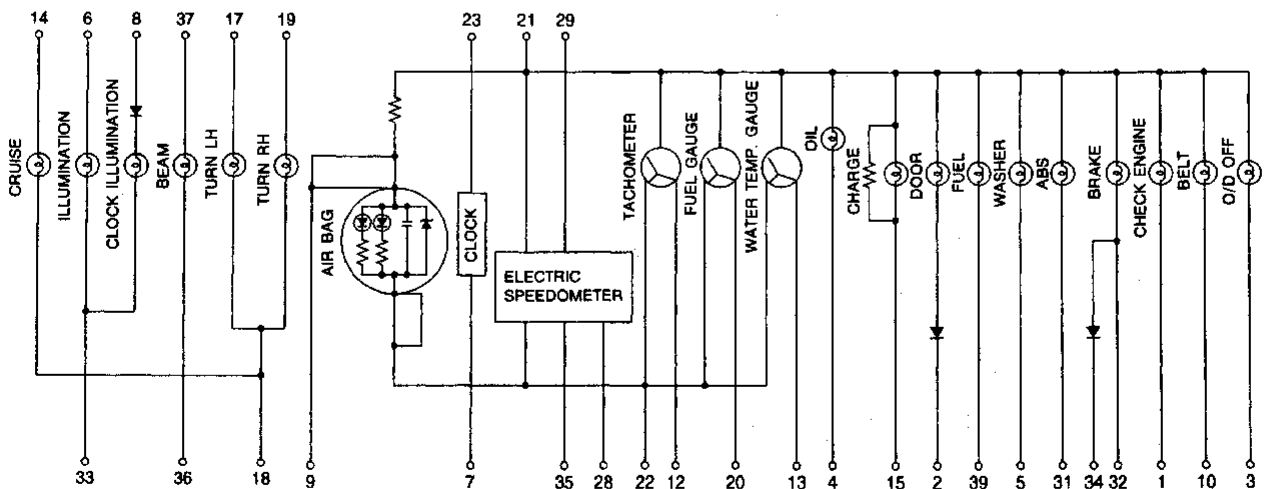 14 6 8 37 17 19 23 21 29
CRUISE
ILLUMINATION
CLOCK ILLUMINATION
BEAM
TURN LH
TURN RH
AIR BAG
CLOCK
ELECTRIC
SPEEDOMETER
TACHOMETER
FUEL GAUGE
WATER TEMP. GAUGE
OIL
CHARGE
DOOR
FUEL
WASHER
ABS
BRAKE
CHECK ENGINE
BELT
O/D OFF
33 36 18 9 7 35 28 22 12 20 13 4 15 2 39 5 31 34 32 1 10 3